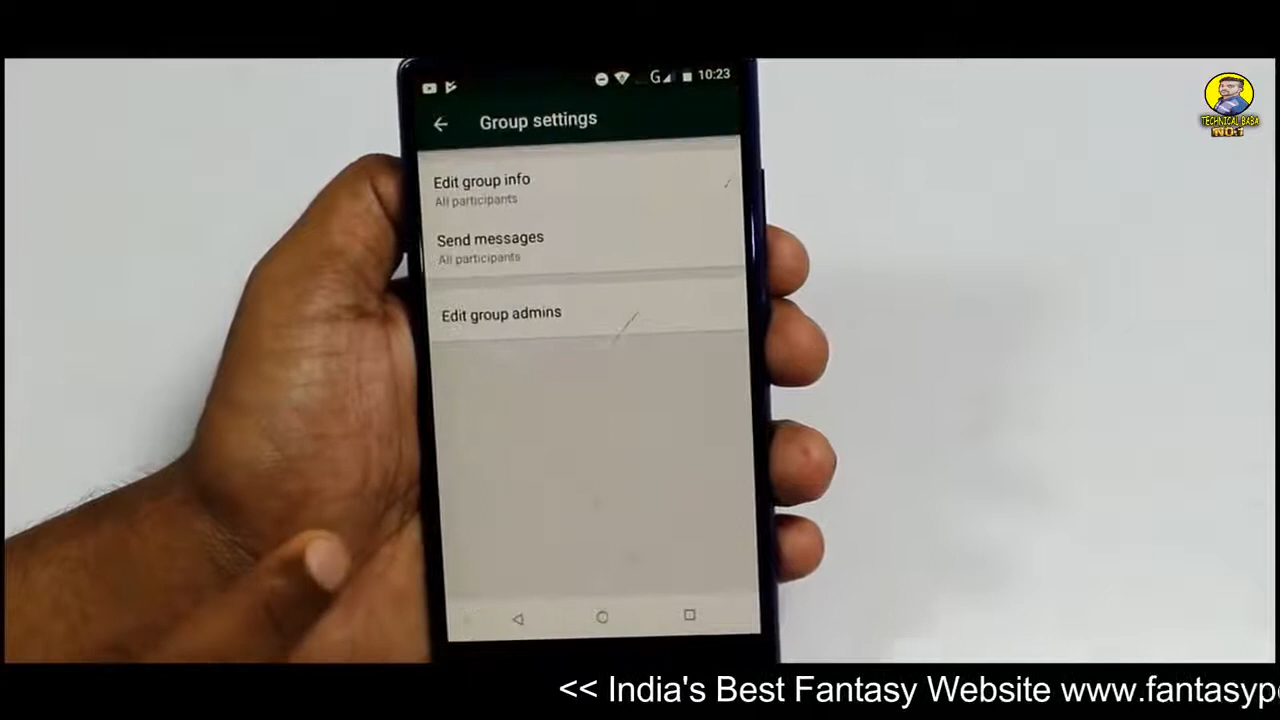 10:23
G
Group settings
Edit group info
All participants
Send messages
All participants
Edit group admins
TECHNICAL BABA
NO:1
<< India's Best Fantasy Website www.fantasyp